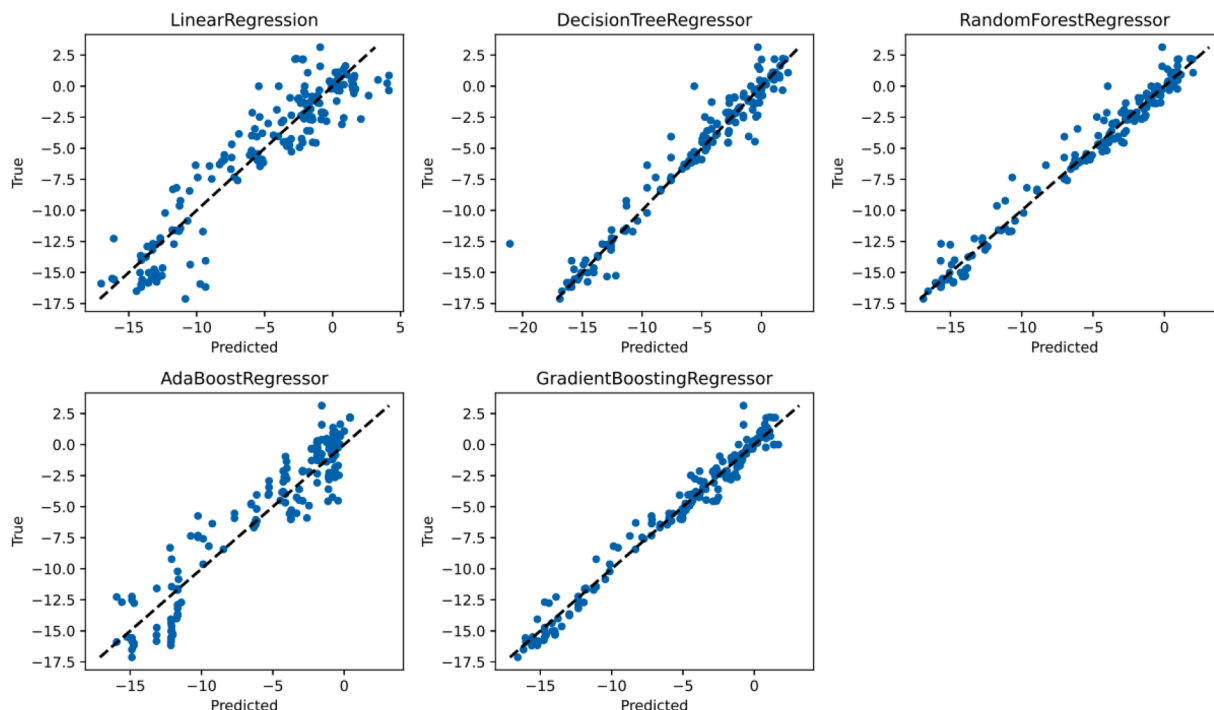 LinearRegression
True
2.5
0.0
−2.5
−5.0
−7.5
−10.0
−12.5
−15.0
−17.5
−15 −10 −5 0 5
Predicted
DecisionTreeRegressor
True
2.5
0.0
−2.5
−5.0
−7.5
−10.0
−12.5
−15.0
−17.5
−20 −15 −10 −5 0
Predicted
RandomForestRegressor
True
2.5
0.0
−2.5
−5.0
−7.5
−10.0
−12.5
−15.0
−17.5
−15 −10 −5 0
Predicted
AdaBoostRegressor
True
2.5
0.0
−2.5
−5.0
−7.5
−10.0
−12.5
−15.0
−17.5
−15 −10 −5 0
Predicted
GradientBoostingRegressor
True
2.5
0.0
−2.5
−5.0
−7.5
−10.0
−12.5
−15.0
−17.5
−15 −10 −5 0
Predicted